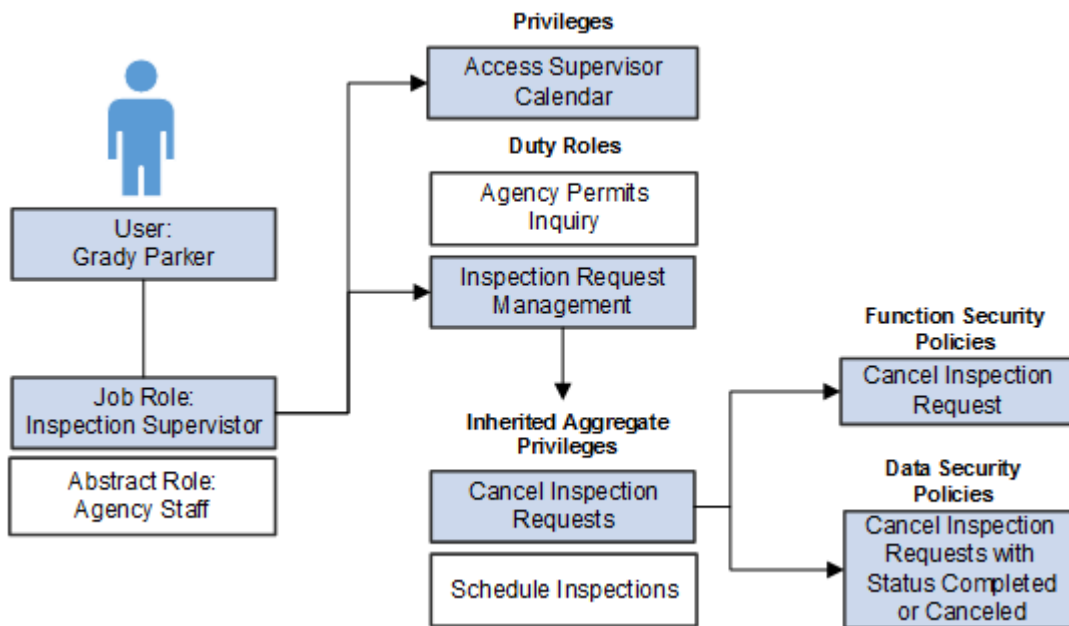 Privileges
Access Supervisor
Calendar
Duty Roles
Agency Permits
Inquiry
User:
Grady Parker
Inspection Request
Management
Function Security
Policies
Cancel Inspection
Request
Job Role:
Inspection Supervistor
Inherited Aggregate
Privileges
Abstract Role:
Agency Staff
Cancel Inspection
Requests
Data Security
Policies
Cancel Inspection
Requests with
Status Completed
or Canceled
Schedule Inspections